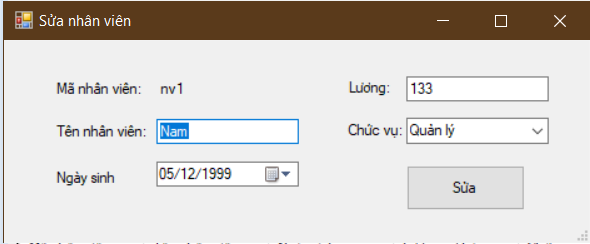 Sửa nhân viên
Mã nhân viên: nv1
Lương: 133
Tên nhân viên: Nam
Chức vụ: Quản lý
Ngày sinh 05/12/1999
Sửa